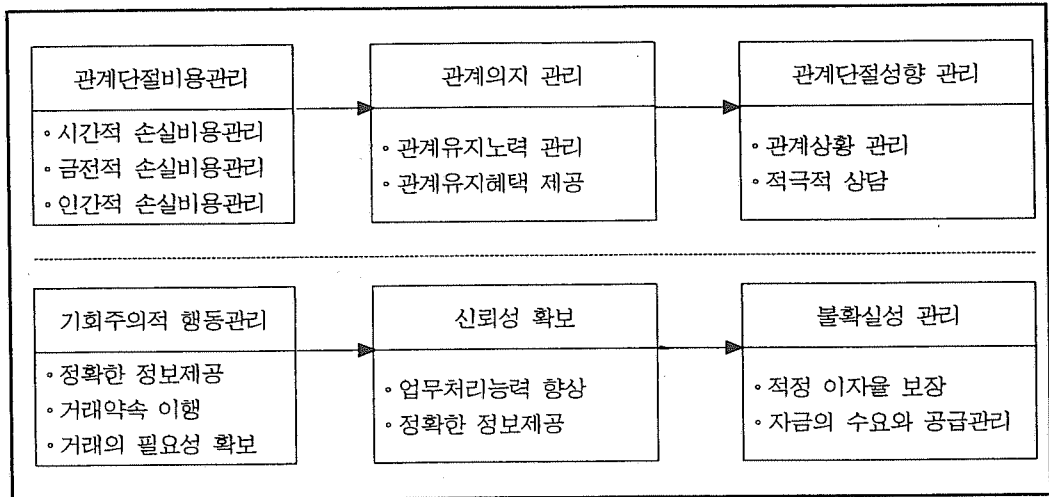 관계단절비용관리
◦시간적 손실비용관리
◦금전적 손실비용관리
◦인간적 손실비용관리
관계의지 관리
◦관계유지노력 관리
◦관계유지혜택 제공
관계단절성향 관리
◦관계상황 관리
◦적극적 상담
기회주의적 행동관리
◦정확한 정보제공
◦거래약속 이행
◦거래의 필요성 확보
신뢰성 확보
◦업무처리능력 향상
◦정확한 정보제공
불확실성 관리
◦적정 이자율 보장
◦자금의 수요와 공급관리